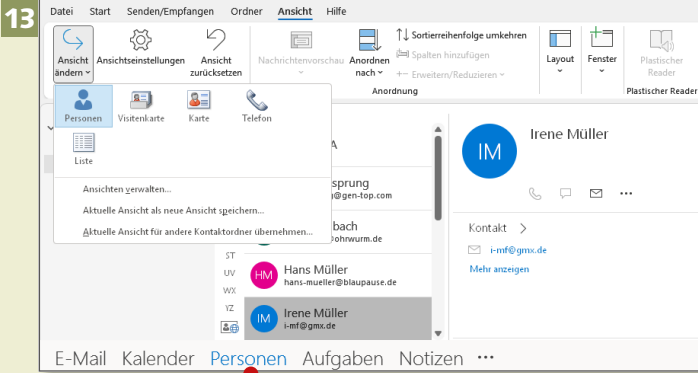 13
Datei Start Senden/Empfangen Ordner Ansicht Hilfe
Ansicht ändern
Ansichtseinstellungen
Ansicht zurücksetzen
Nachrichtenvorschau
Anordnen nach
Sortierreihenfolge umkehren
Spalten hinzufügen
Erweitern/Reduzieren
Layout
Fenster
Plastischer Reader
Anordnung
Plastischer Reader
Personen Visitenkarte Karte Telefon
Liste
Ansichten verwalten...
Aktuelle Ansicht als neue Ansicht speichern...
Aktuelle Ansicht für andere Kontaktordner übernehmen...
A
sprung
@gen-top.com
bach
@ohrwurm.de
ST
UV
WX
YZ
HM
Hans Müller
hans-mueller@blaupause.de
IM
Irene Müller
i-mf@gmx.de
IM
Irene Müller
Kontakt >
i-mf@gmx.de
Mehr anzeigen
E-Mail Kalender Personen Aufgaben Notizen •••